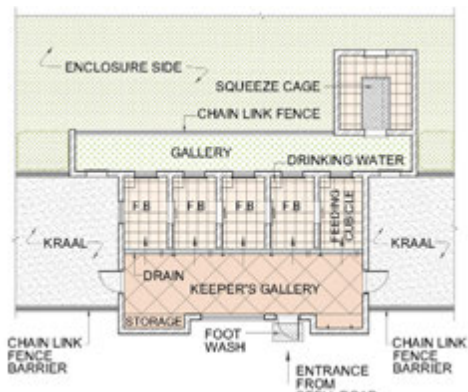 ENCLOSURE SIDE
SQUEEZE CAGE
CHAIN LINK FENCE
GALLERY
DRINKING WATER
F.B
F.B
F.B
F.B
FEEDING
CUBICLE
KRAAL
KRAAL
DRAIN
KEEPER'S GALLERY
STORAGE
FOOT
WASH
CHAIN LINK
FENCE
BARRIER
CHAIN LINK
FENCE
BARRIER
ENTRANCE
FROM